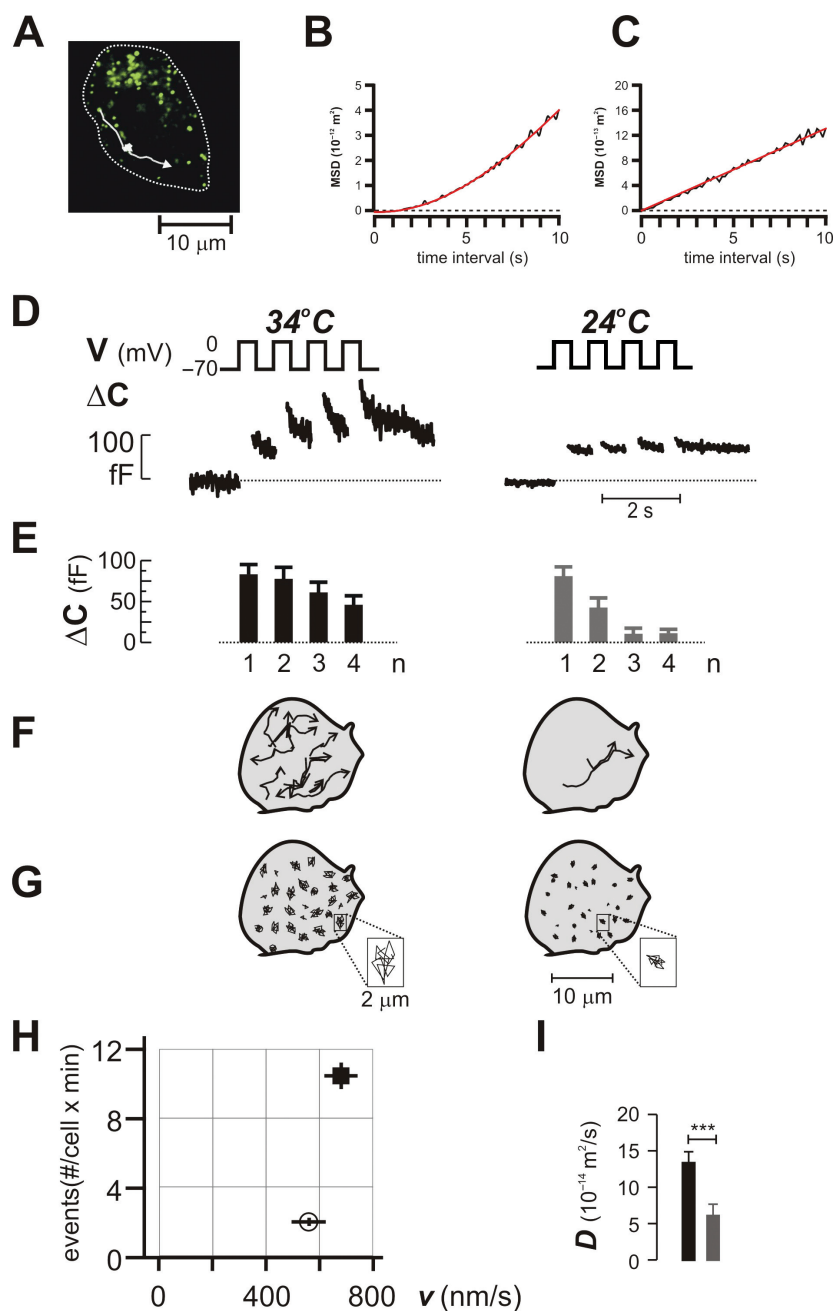 A
10 μm
B
MSD (10⁻¹² m²)
5
4
3
2
1
0
0 5 10
time interval (s)
C
MSD (10⁻¹³ m²)
20
16
12
8
4
0
0 5 10
time interval (s)
D
34°C
24°C
V (mV)
0
−70
ΔC
100
fF
2 s
E
ΔC (fF)
100
50
0
1 2 3 4 n
1 2 3 4 n
F
G
2 μm
10 μm
H
events(#/cell x min)
12
8
4
0
0 400 800
v (nm/s)
I
D (10⁻¹⁴ m²/s)
20
15
10
5
0
***